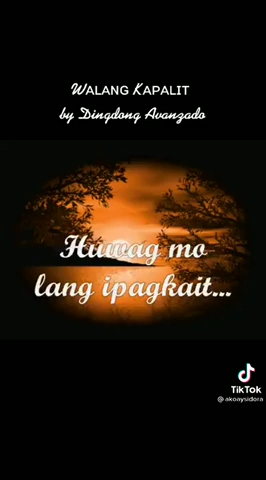 WALANG KAPALIT
by Dingdong Avanzado
Huwag mo
lang ipagkait...
TikTok
@akoaysidora